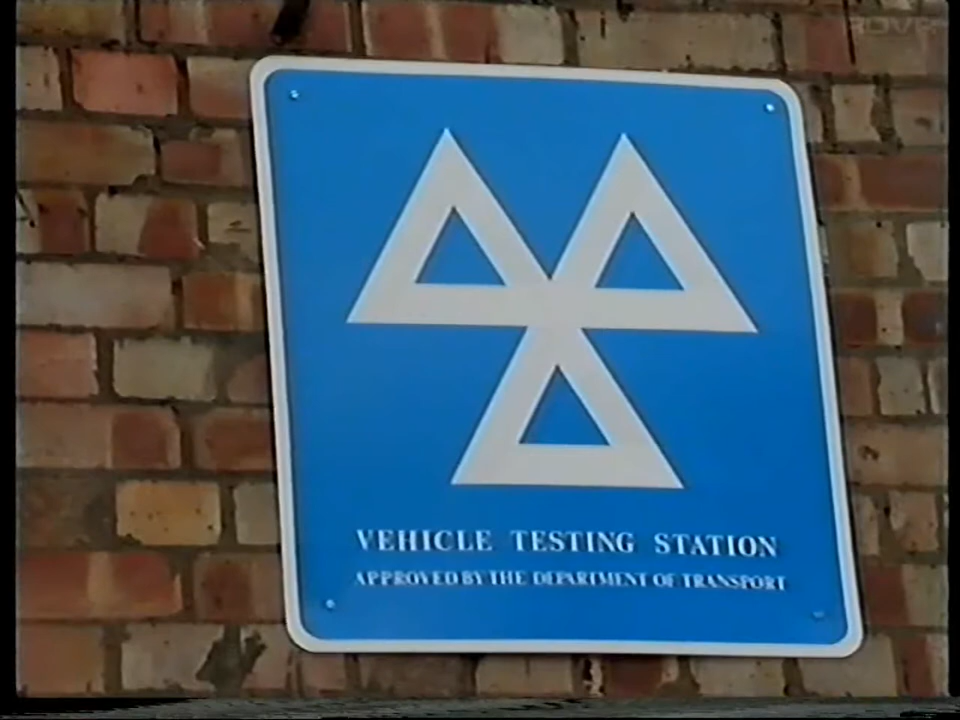 VEHICLE TESTING STATION
APPROVED BY THE DEPARTMENT OF TRANSPORT